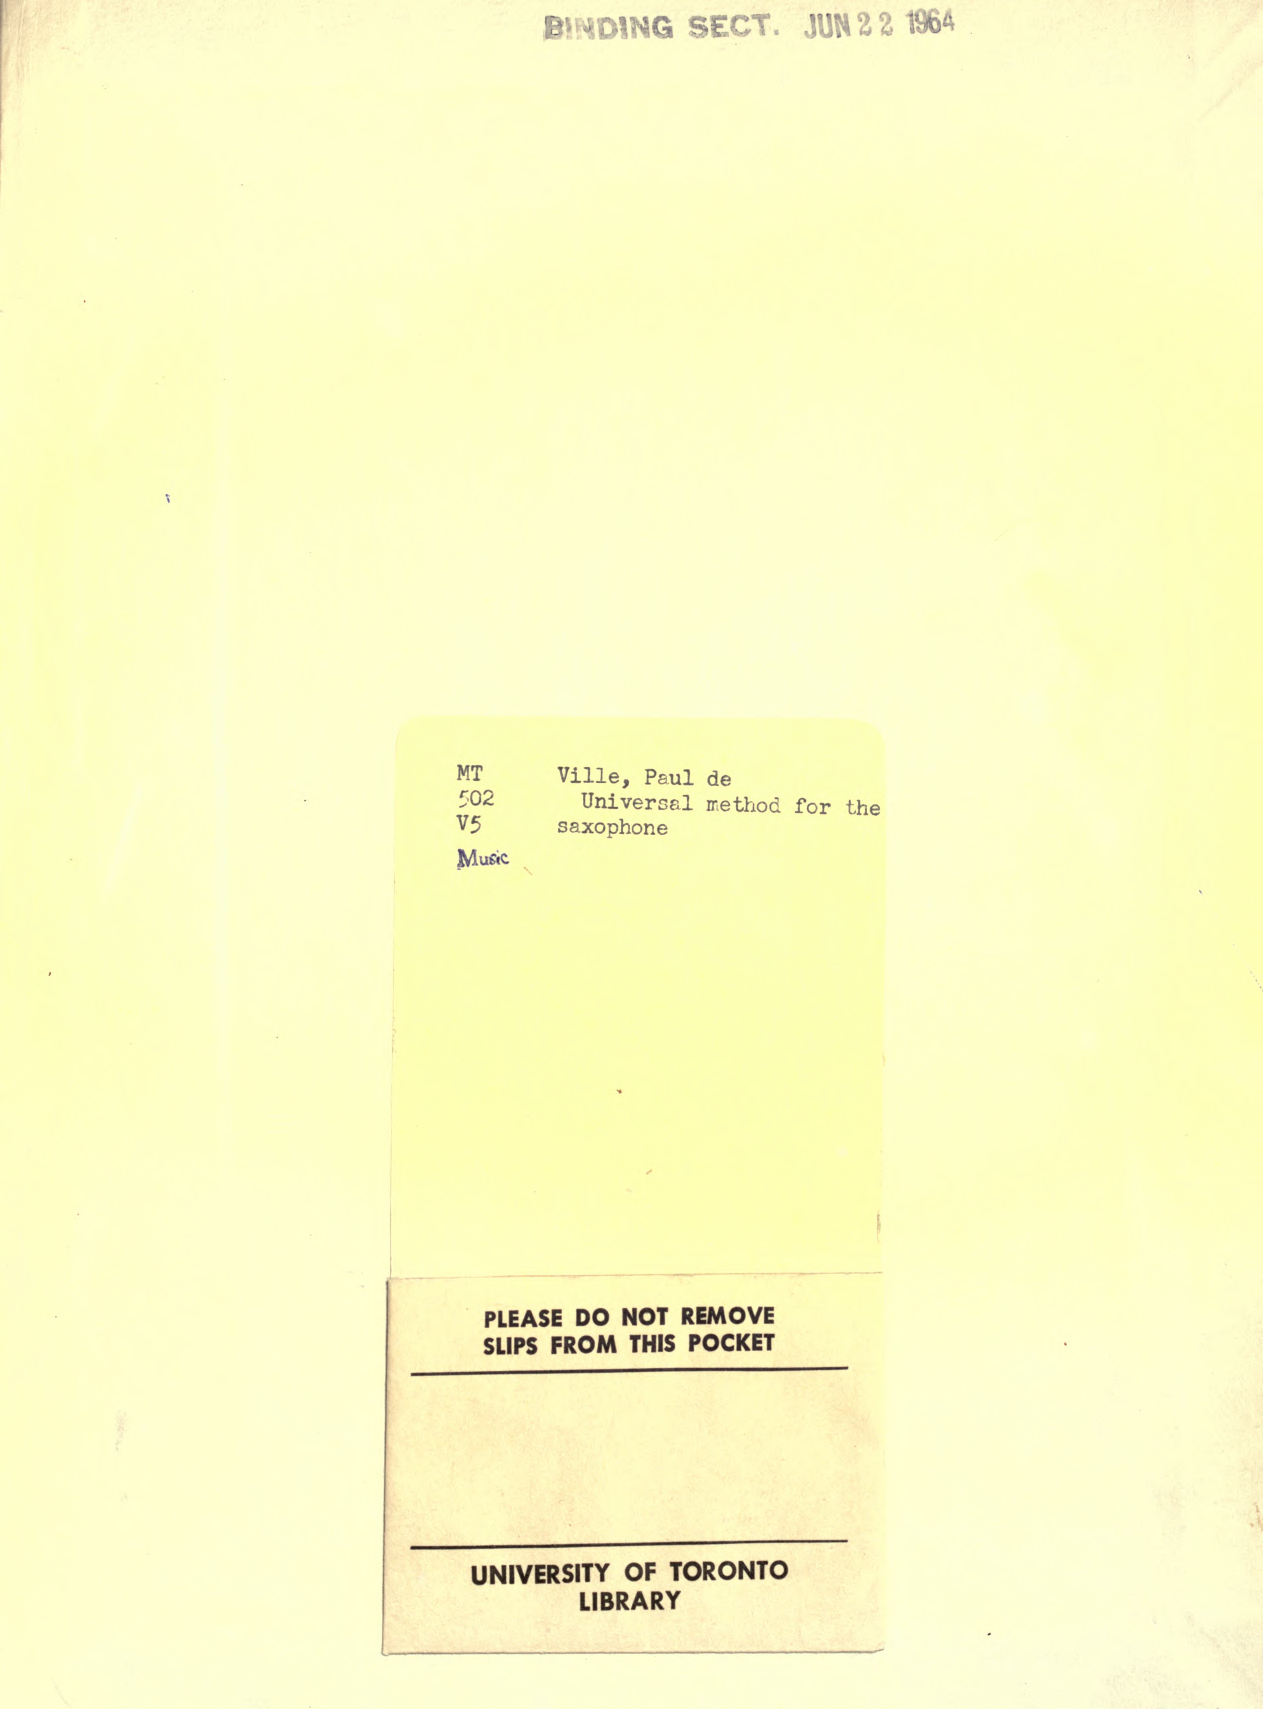 BINDING SECT. JUN 22 1964
MT Ville, Paul de
502 Universal method for the
V5 saxophone
Music
PLEASE DO NOT REMOVE
SLIPS FROM THIS POCKET
UNIVERSITY OF TORONTO
LIBRARY